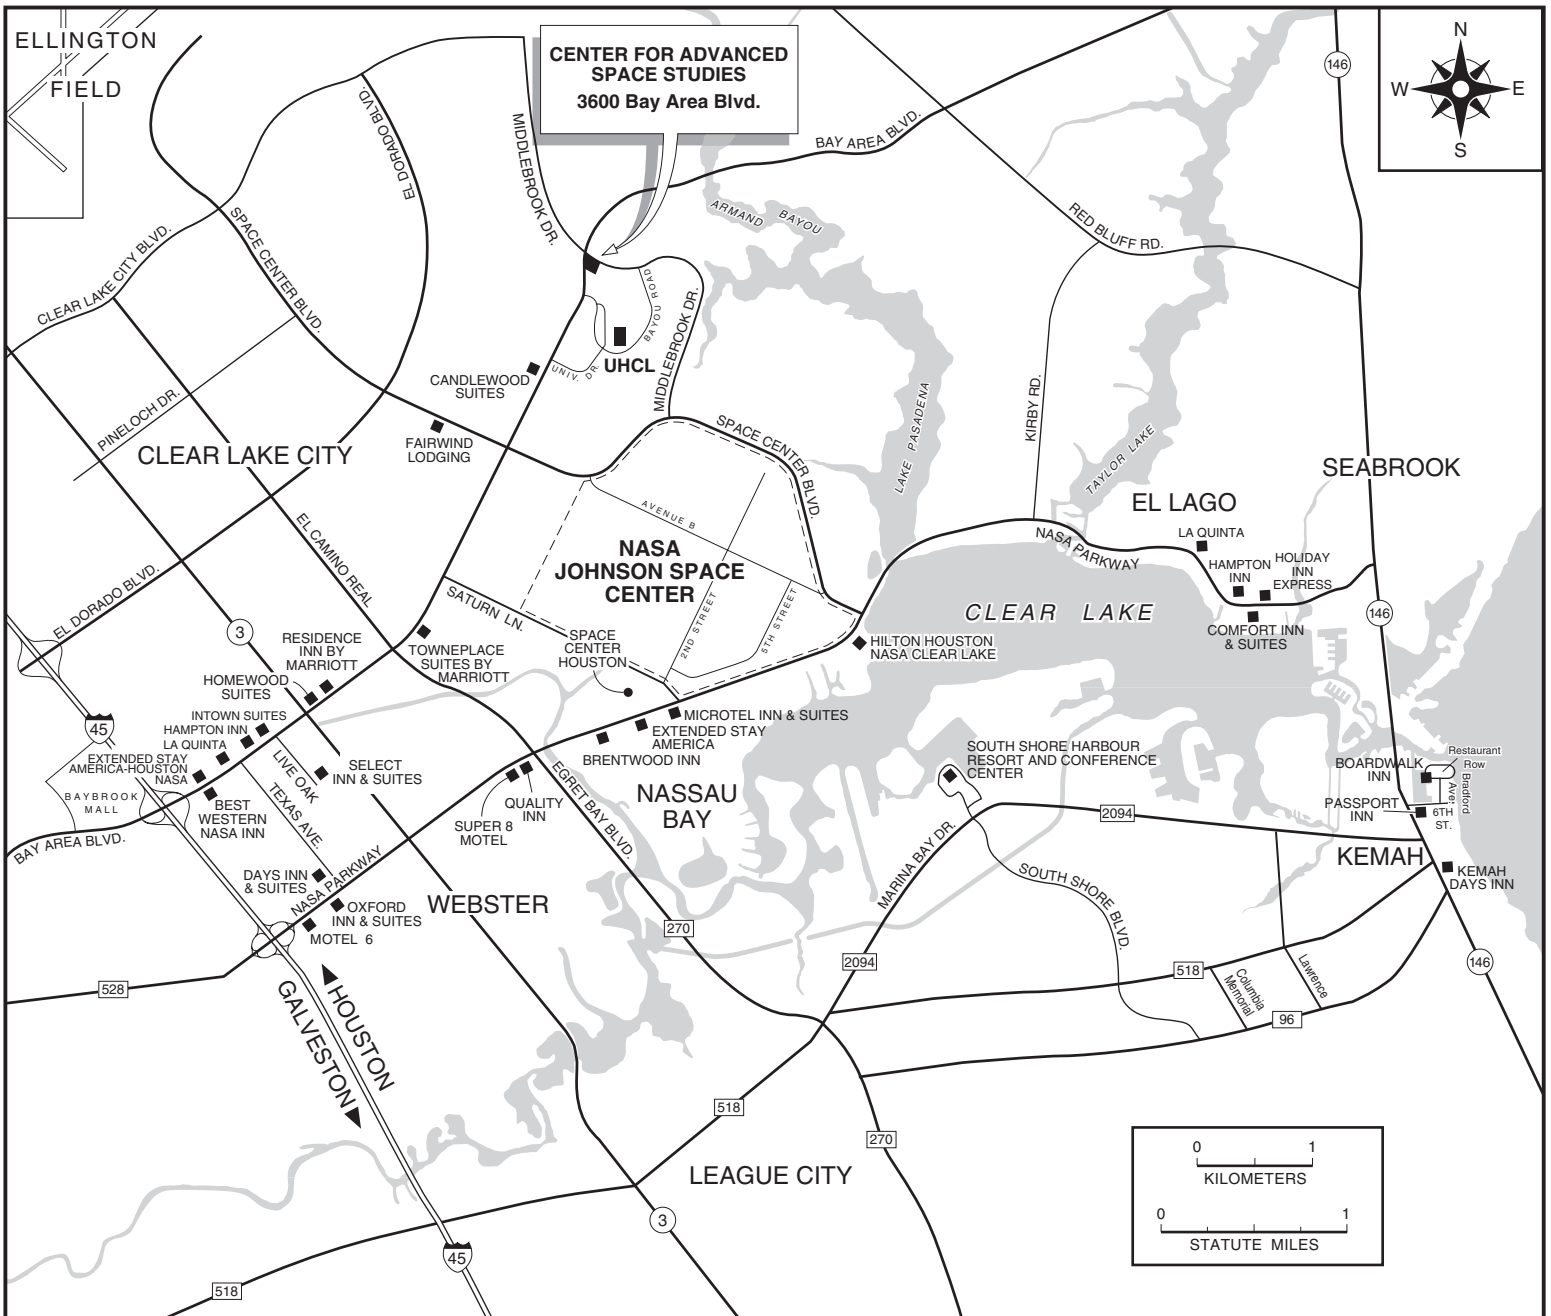 ELLINGTON
FIELD
CENTER FOR ADVANCED
SPACE STUDIES
3600 Bay Area Blvd.
146
N
W
E
S
EL DORADO BLVD.
MIDDLEBROOK DR.
BAY AREA BLVD.
ARMAND BAYOU
RED BLUFF RD.
CLEAR LAKE CITY BLVD.
SPACE CENTER BLVD.
BAYOU ROAD
MIDDLEBROOK DR.
UHCL
UNIV. DR.
CANDLEWOOD
SUITES
PINELOCH DR.
FAIRWIND
LODGING
CLEAR LAKE CITY
SPACE CENTER BLVD.
LAKE PASADENA
KIRBY RD.
TAYLOR LAKE
SEABROOK
EL LAGO
LA QUINTA
HAMPTON
INN
HOLIDAY
INN
EXPRESS
NASA PARKWAY
COMFORT INN
& SUITES
146
CLEAR LAKE
AVENUE B
NASA
JOHNSON SPACE
CENTER
2ND STREET
5TH STREET
EL CAMINO REAL
SATURN LN.
EL DORADO BLVD.
3
RESIDENCE
INN BY
MARRIOTT
TOWNEPLACE
SUITES BY
MARRIOTT
SPACE
CENTER
HOUSTON
HILTON HOUSTON
NASA CLEAR LAKE
HOMEWOOD
SUITES
INTOWN SUITES
HAMPTON INN
LA QUINTA
EXTENDED STAY
AMERICA-HOUSTON
NASA
45
MICROTEL INN & SUITES
EXTENDED STAY
AMERICA
BRENTWOOD INN
SELECT
INN & SUITES
LIVE OAK
TEXAS AVE.
BAYBROOK
MALL
BEST
WESTERN
NASA INN
BAY AREA BLVD.
QUALITY
INN
SUPER 8
MOTEL
EGRET BAY BLVD.
NASSAU
BAY
SOUTH SHORE HARBOUR
RESORT AND CONFERENCE
CENTER
BOARDWALK
INN
Restaurant
Row
Bradford
Ave.
PASSPORT
INN
6TH
ST.
2094
KEMAH
KEMAH
DAYS INN
MARINA BAY DR.
SOUTH SHORE BLVD.
DAYS INN
& SUITES
NASA PARKWAY
OXFORD
INN & SUITES
MOTEL 6
WEBSTER
270
2094
518
Columbia
Memorial
Lawrence
96
146
528
HOUSTON
GALVESTON
518
270
LEAGUE CITY
3
45
518
0 1
KILOMETERS
0 1
STATUTE MILES